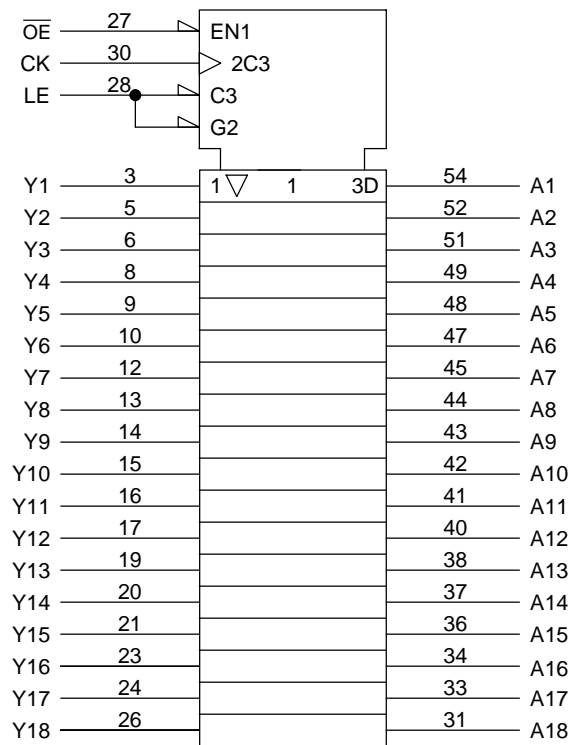 OE 27 EN1
CK 30 2C3
LE 28 C3
G2
Y1 3 1 1 3D 54 A1
Y2 5 52 A2
Y3 6 51 A3
Y4 8 49 A4
Y5 9 48 A5
Y6 10 47 A6
Y7 12 45 A7
Y8 13 44 A8
Y9 14 43 A9
Y10 15 42 A10
Y11 16 41 A11
Y12 17 40 A12
Y13 19 38 A13
Y14 20 37 A14
Y15 21 36 A15
Y16 23 34 A16
Y17 24 33 A17
Y18 26 31 A18